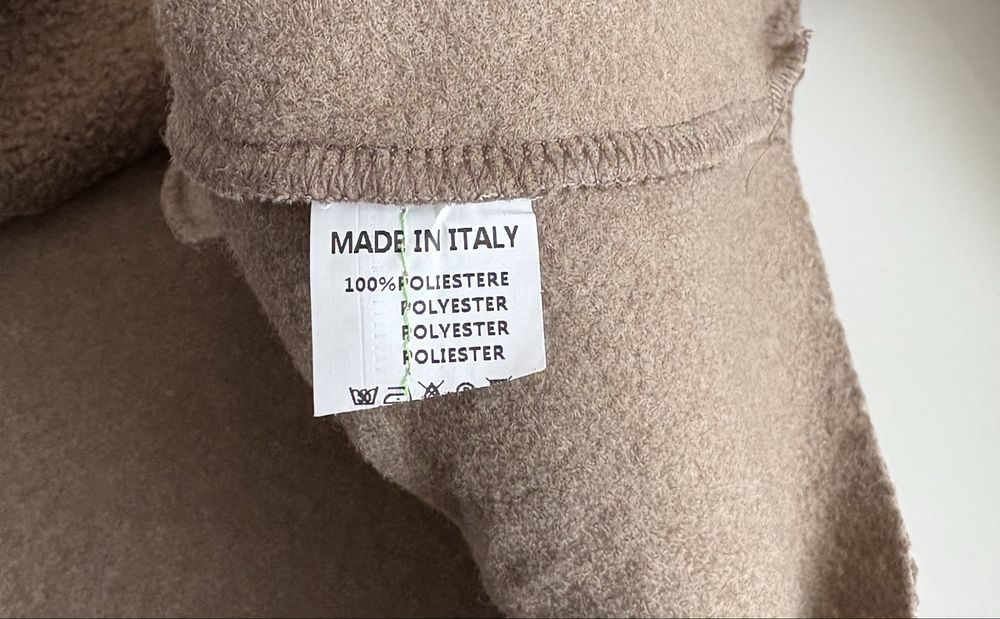 MADE IN ITALY
100%POLIESTERE
POLYESTER
POLYESTER
POLIESTER